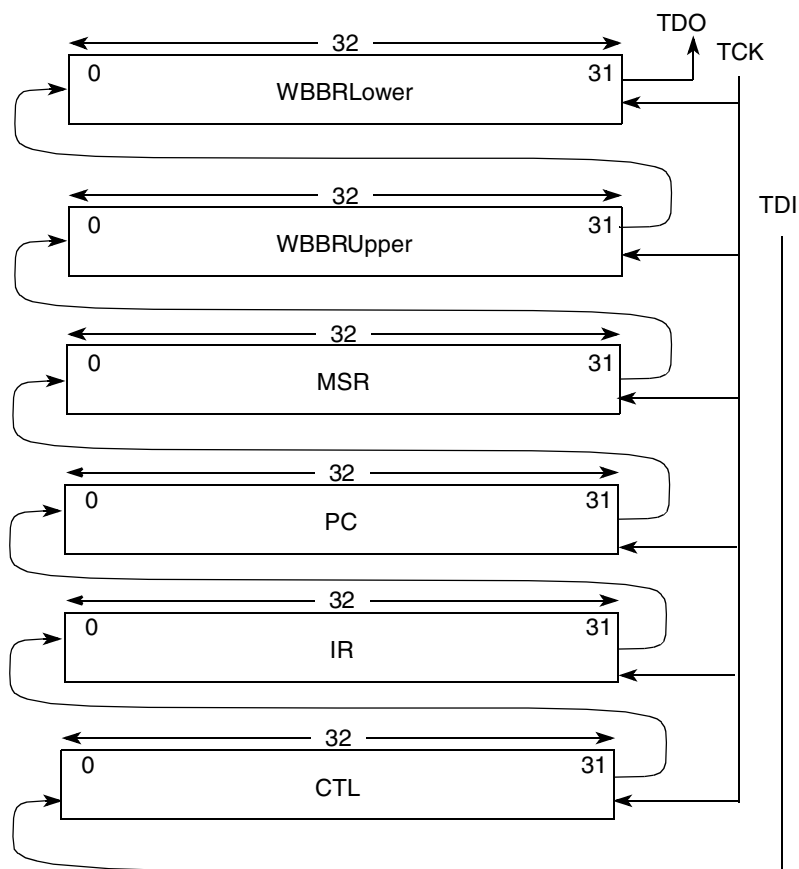 TDO
32
TCK
0 31
WBBRLower
32
TDI
0 31
WBBRUpper
32
0 31
MSR
32
0 31
PC
32
0 31
IR
32
0 31
CTL